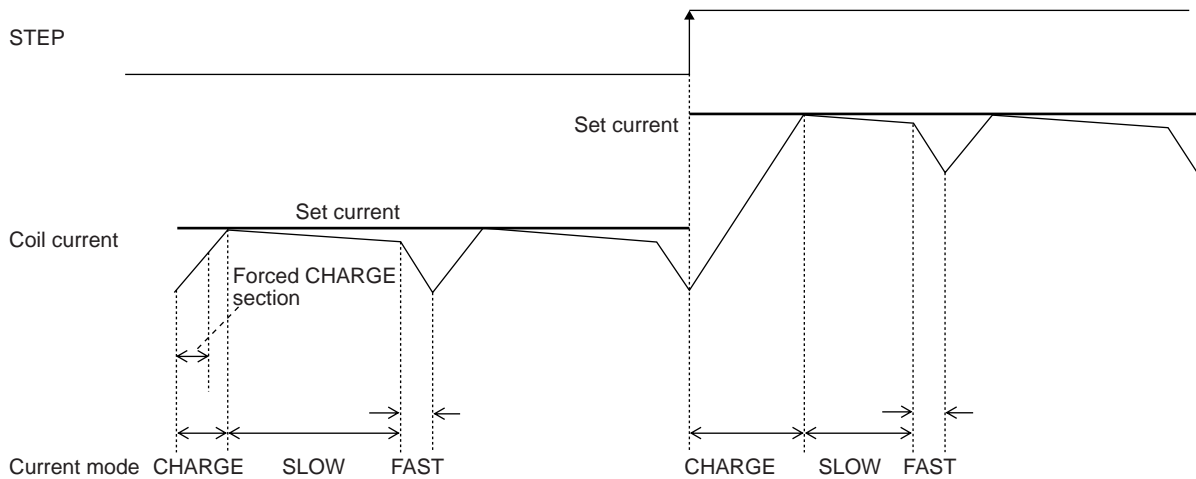 STEP
Set current
Set current
Coil current
Forced CHARGE
section
Current mode CHARGE SLOW FAST CHARGE SLOW FAST